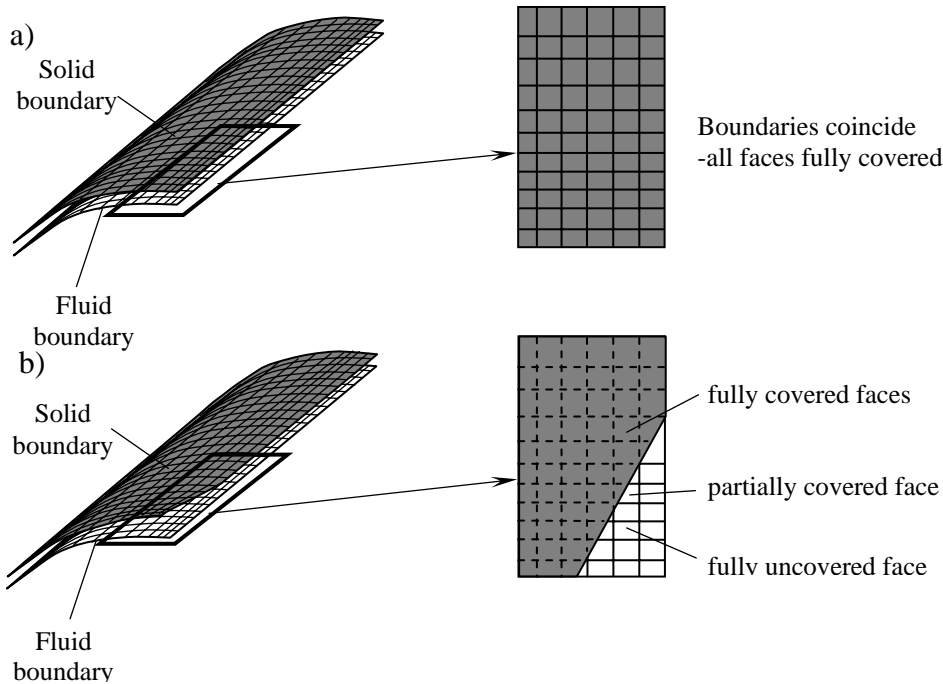 a)
Solid
boundary
Boundaries coincide
-all faces fully covered
Fluid
boundary
b)
Solid
boundary
fully covered faces
partially covered face
fully uncovered face
Fluid
boundary